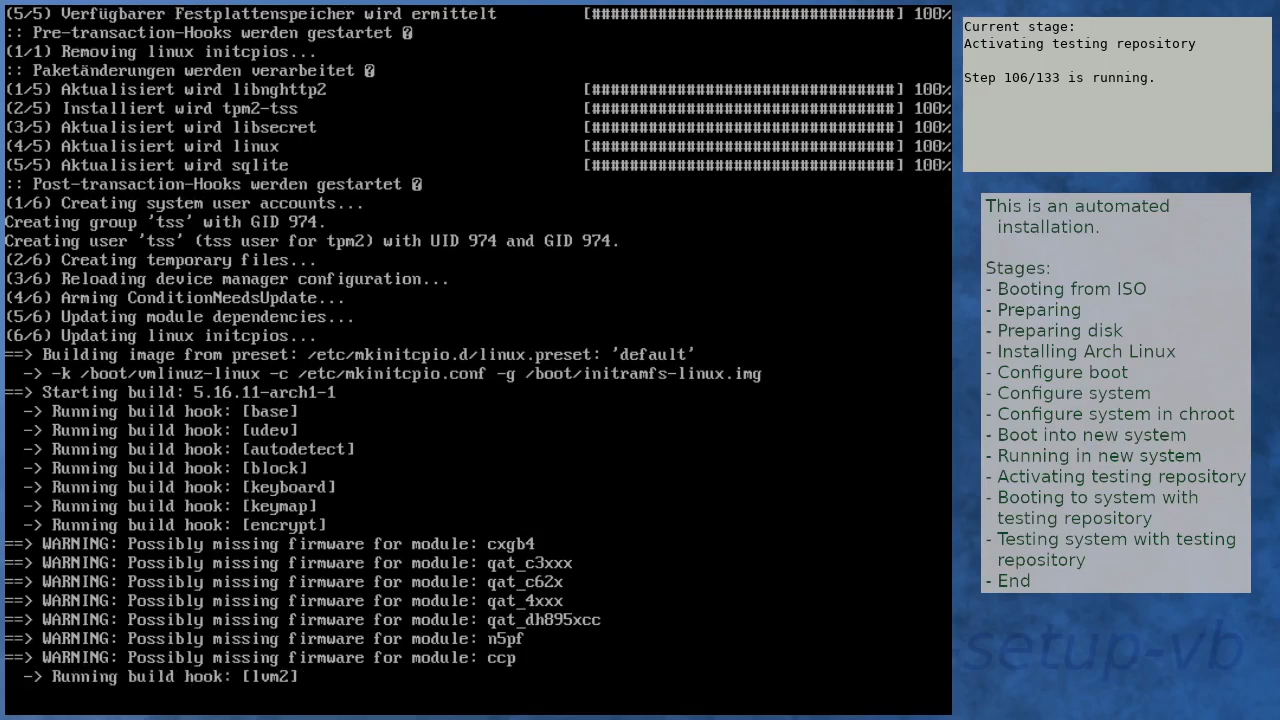 (5/5) Verfügbarer Festplattenspeicher wird ermittelt [################################] 100%
:: Pre-transaction-Hooks werden gestartet �
(1/1) Removing linux initcpios...
:: Paketänderungen werden verarbeitet �
(1/5) Aktualisiert wird libnghttp2 [################################] 100%
(2/5) Installiert wird tpm2-tss [################################] 100%
(3/5) Aktualisiert wird libsecret [################################] 100%
(4/5) Aktualisiert wird linux [################################] 100%
(5/5) Aktualisiert wird sqlite [################################] 100%
:: Post-transaction-Hooks werden gestartet �
(1/6) Creating system user accounts...
Creating group 'tss' with GID 974.
Creating user 'tss' (tss user for tpm2) with UID 974 and GID 974.
(2/6) Creating temporary files...
(3/6) Reloading device manager configuration...
(4/6) Arming ConditionNeedsUpdate...
(5/6) Updating module dependencies...
(6/6) Updating linux initcpios...
==> Building image from preset: /etc/mkinitcpio.d/linux.preset: 'default'
-> -k /boot/vmlinuz-linux -c /etc/mkinitcpio.conf -g /boot/initramfs-linux.img
==> Starting build: 5.16.11-arch1-1
-> Running build hook: [base]
-> Running build hook: [udev]
-> Running build hook: [autodetect]
-> Running build hook: [block]
-> Running build hook: [keyboard]
-> Running build hook: [keymap]
-> Running build hook: [encrypt]
==> WARNING: Possibly missing firmware for module: cxgb4
==> WARNING: Possibly missing firmware for module: qat_c3xxx
==> WARNING: Possibly missing firmware for module: qat_c62x
==> WARNING: Possibly missing firmware for module: qat_4xxx
==> WARNING: Possibly missing firmware for module: qat_dh895xcc
==> WARNING: Possibly missing firmware for module: n5pf
==> WARNING: Possibly missing firmware for module: ccp
-> Running build hook: [lvm2]
Current stage:
Activating testing repository
Step 106/133 is running.
This is an automated
installation.
Stages:
- Booting from ISO
- Preparing
- Preparing disk
- Installing Arch Linux
- Configure boot
- Configure system
- Configure system in chroot
- Boot into new system
- Running in new system
- Activating testing repository
- Booting to system with
testing repository
- Testing system with testing
repository
- End
-setup-vb